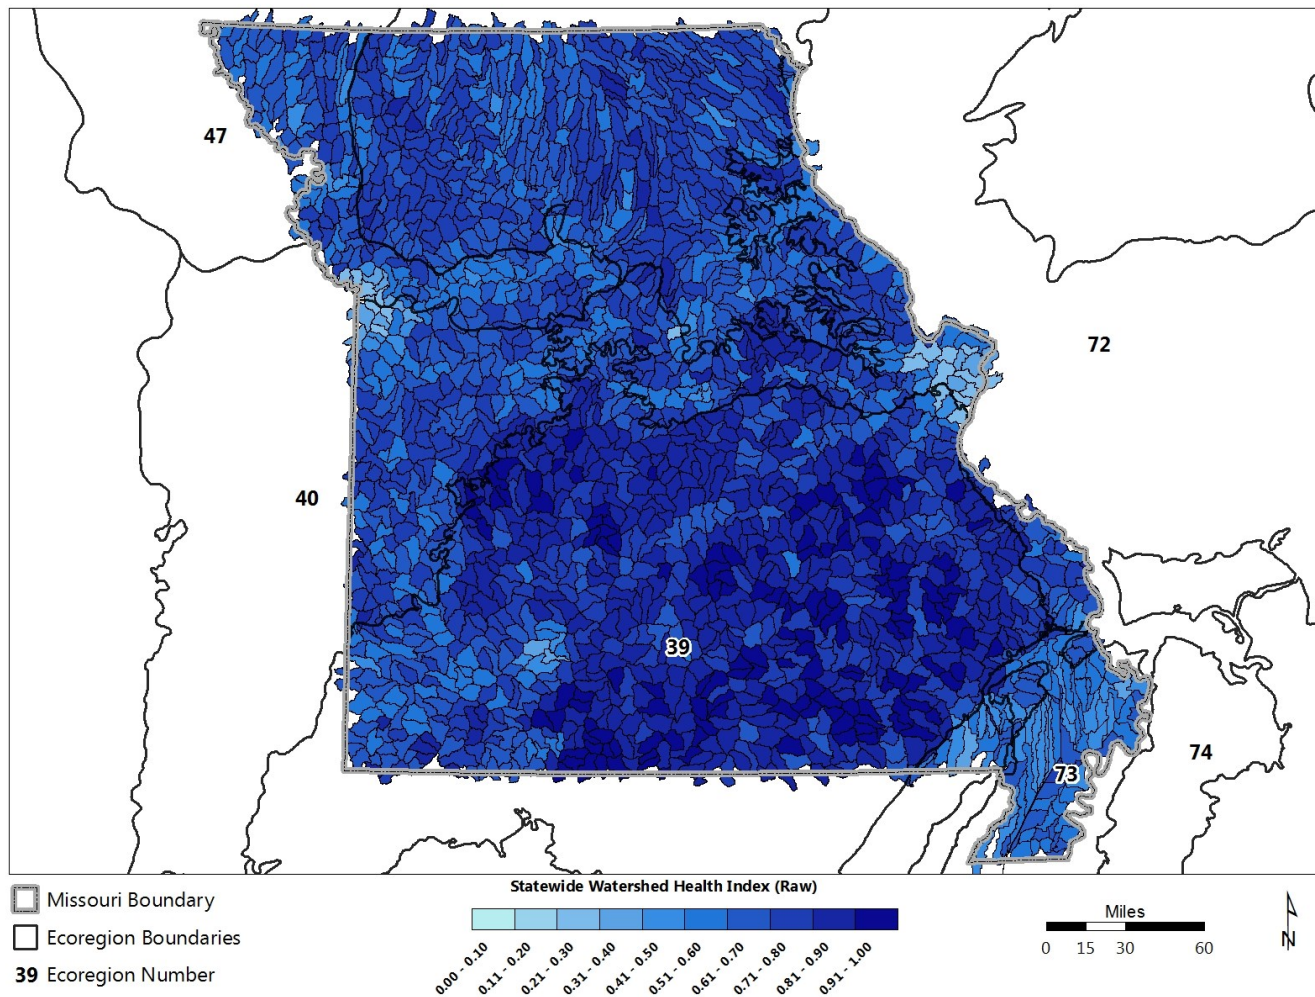 47
72
40
39
74
73
Missouri Boundary
Ecoregion Boundaries
39 Ecoregion Number
Statewide Watershed Health Index (Raw)
0.00 - 0.10
0.11 - 0.20
0.21 - 0.30
0.31 - 0.40
0.41 - 0.50
0.51 - 0.60
0.61 - 0.70
0.71 - 0.80
0.81 - 0.90
0.91 - 1.00
Miles
0 15 30 60
N